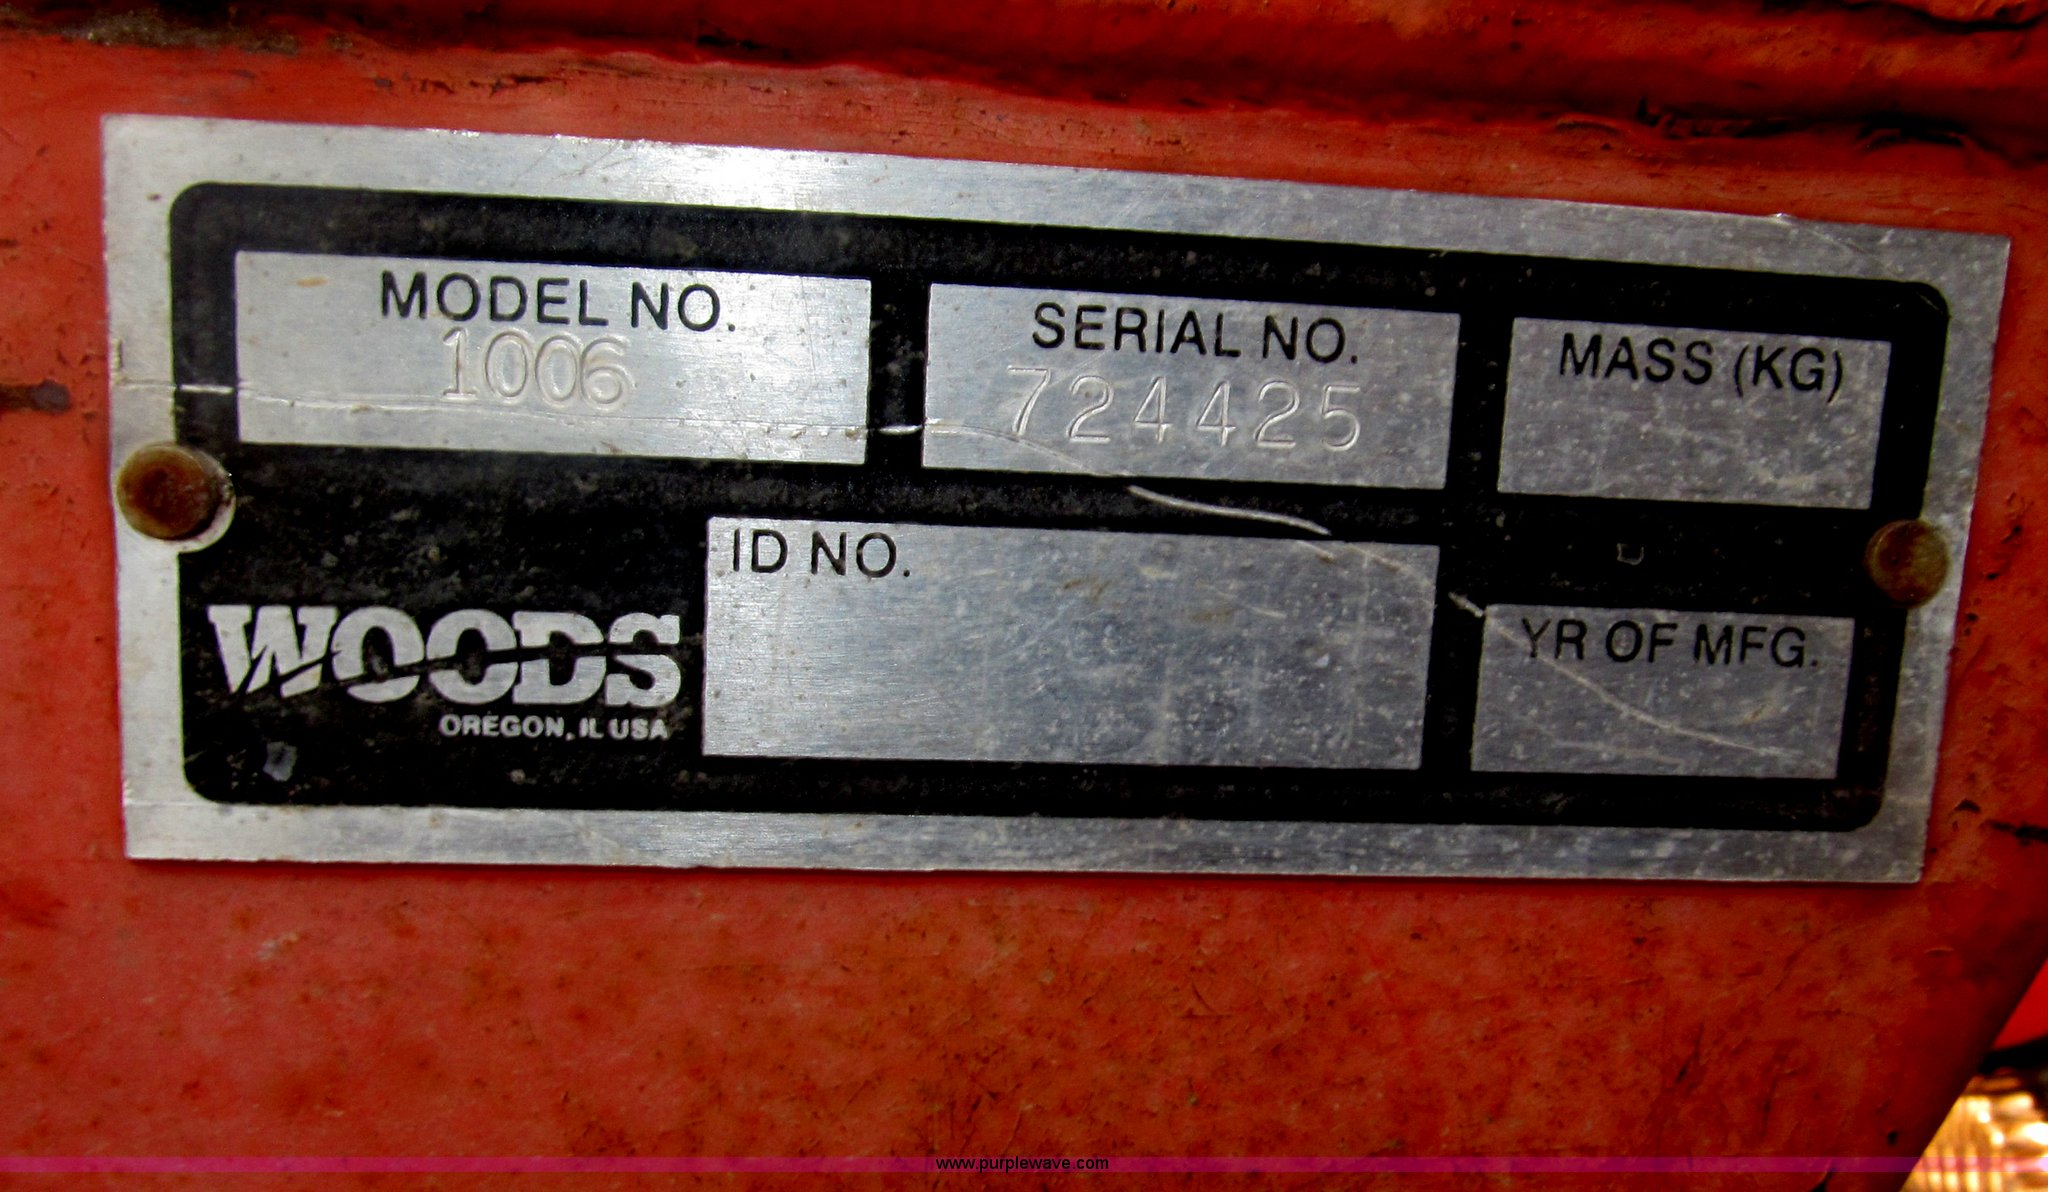 MODEL NO.
1006
SERIAL NO.
724425
MASS (KG)
WOODS
OREGON, IL USA
ID NO.
YR OF MFG.
www.purplewave.com